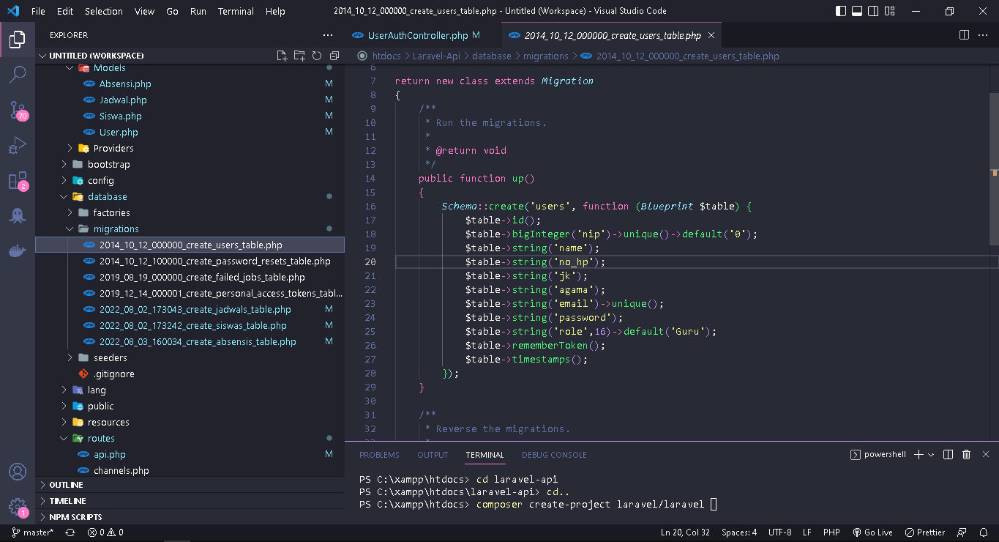 File Edit Selection View Go Run Terminal Help
2014_10_12_000000_create_users_table.php - Untitled (Workspace) - Visual Studio Code
EXPLORER
UNTITLED (WORKSPACE)
Models
Absensi.php M
Jadwal.php M
Siswa.php M
User.php M
Providers
bootstrap
config
database
factories
migrations
2014_10_12_000000_create_users_table.php
2014_10_12_100000_create_password_resets_table.php
2019_08_19_000000_create_failed_jobs_table.php
2019_12_14_000001_create_personal_access_tokens_tabl...
2022_08_02_173043_create_jadwals_table.php M
2022_08_02_173242_create_siswas_table.php M
2022_08_03_160034_create_absensis_table.php M
seeders
.gitignore
lang
public
resources
routes
api.php M
channels.php
OUTLINE
TIMELINE
NPM SCRIPTS
70
2
1
UserAuthController.php M
2014_10_12_000000_create_users_table.php
htdocs > Laravel-Api > database > migrations > 2014_10_12_000000_create_users_table.php
6
7 return new class extends Migration
8 {
9 /**
10 * Run the migrations.
11 *
12 * @return void
13 */
14 public function up()
15 {
16 Schema::create('users', function (Blueprint $table) {
17 $table->id();
18 $table->bigInteger('nip')->unique()->default('0');
19 $table->string('name');
20 $table->string('no_hp');
21 $table->string('jk');
22 $table->string('agama');
23 $table->string('email')->unique();
24 $table->string('password');
25 $table->string('role',16)->default('Guru');
26 $table->rememberToken();
27 $table->timestamps();
28 });
29 }
30
31 /**
32 * Reverse the migrations.
PROBLEMS OUTPUT TERMINAL DEBUG CONSOLE
powershell
PS C:\xampp\htdocs> cd laravel-api
PS C:\xampp\htdocs\laravel-api> cd..
PS C:\xampp\htdocs> composer create-project laravel/laravel
master* 0 0
Ln 20, Col 32 Spaces: 4 UTF-8 LF PHP Go Live Prettier